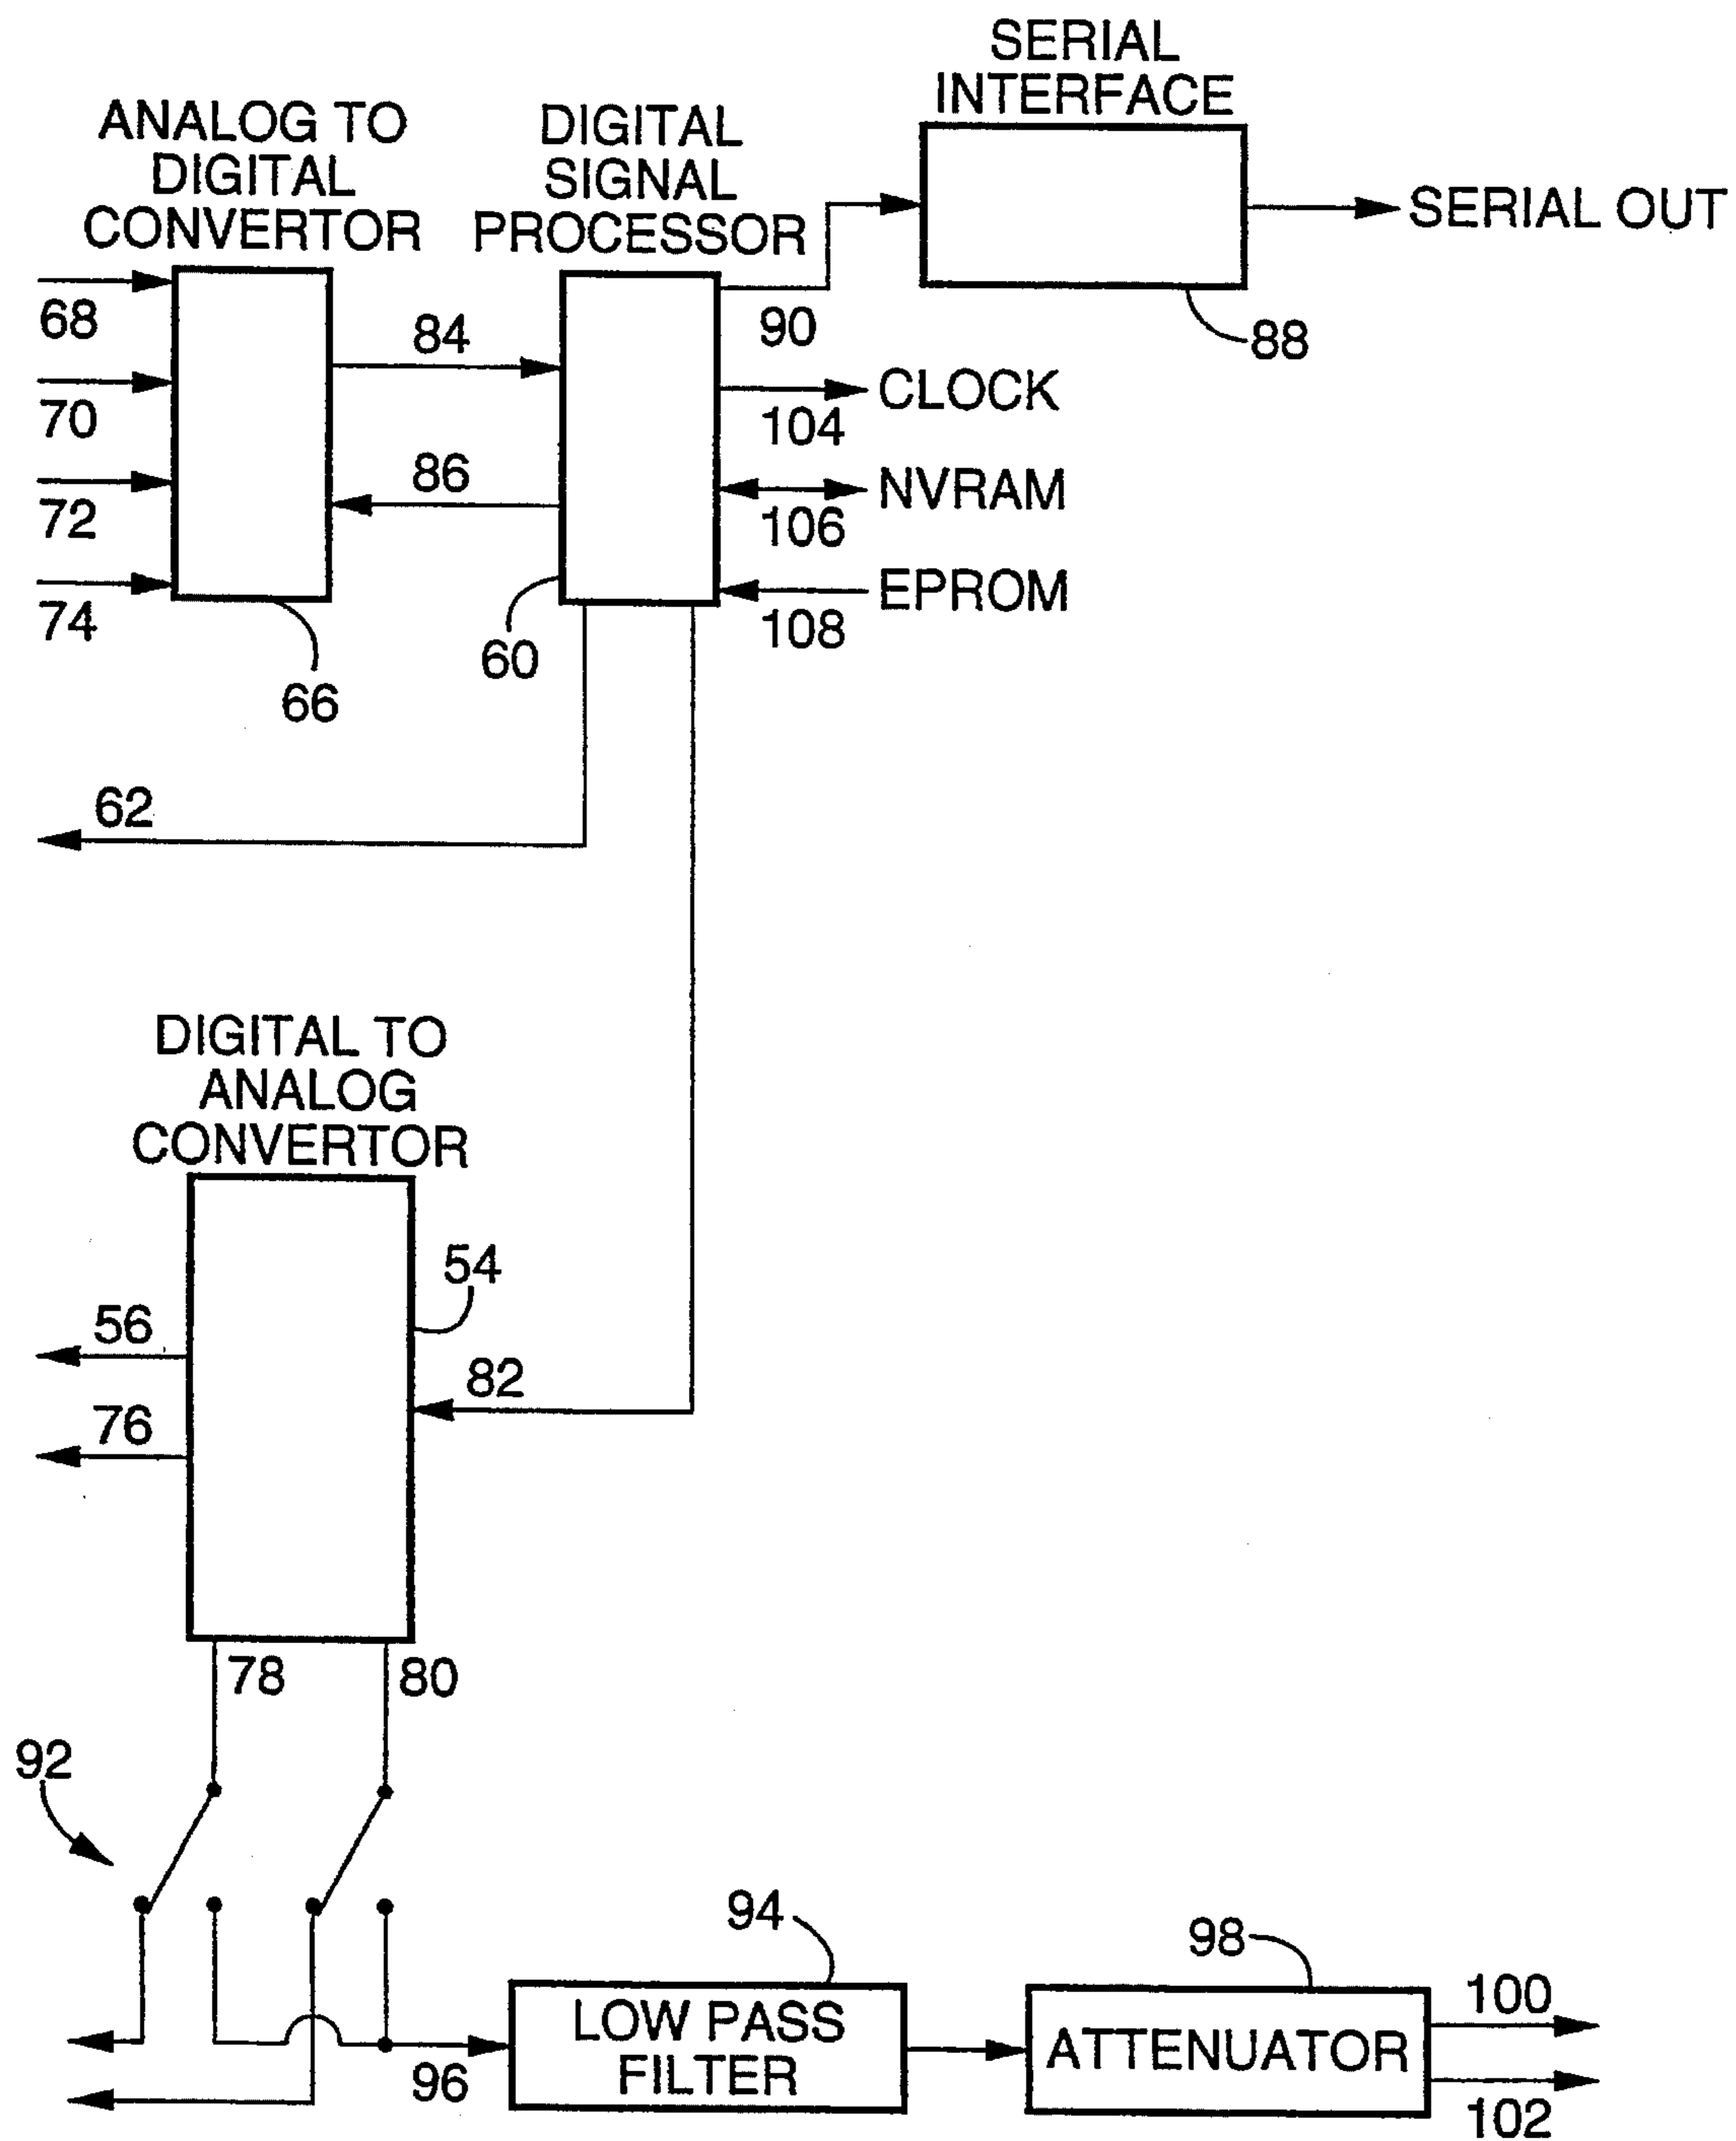 SERIAL
INTERFACE
ANALOG TO
DIGITAL
CONVERTOR
DIGITAL
SIGNAL
PROCESSOR
SERIAL OUT
68
84
90
88
70
CLOCK
104
72
86
NVRAM
106
74
EPROM
108
60
66
62
DIGITAL TO
ANALOG
CONVERTOR
54
56
82
76
78
80
92
94
98
LOW PASS
FILTER
ATTENUATOR
96
100
102